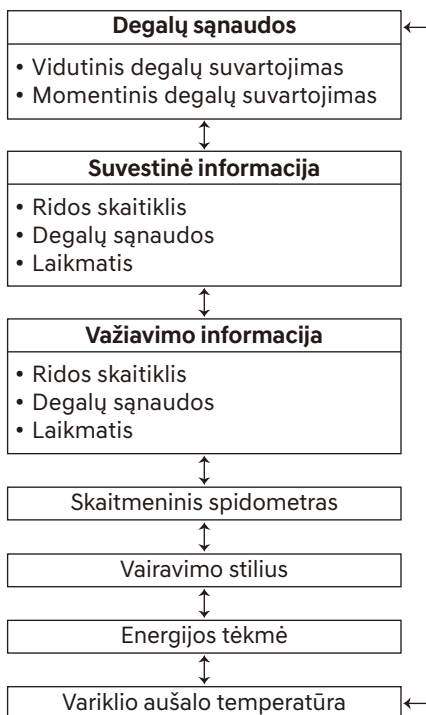 Degalų sąnaudos
• Vidutinis degalų suvartojimas
• Momentinis degalų suvartojimas
Suvestinė informacija
• Ridos skaitiklis
• Degalų sąnaudos
• Laikmatis
Važiavimo informacija
• Ridos skaitiklis
• Degalų sąnaudos
• Laikmatis
Skaitmeninis spidometras
Vairavimo stilius
Energijos tėkmė
Variklio aušalo temperatūra